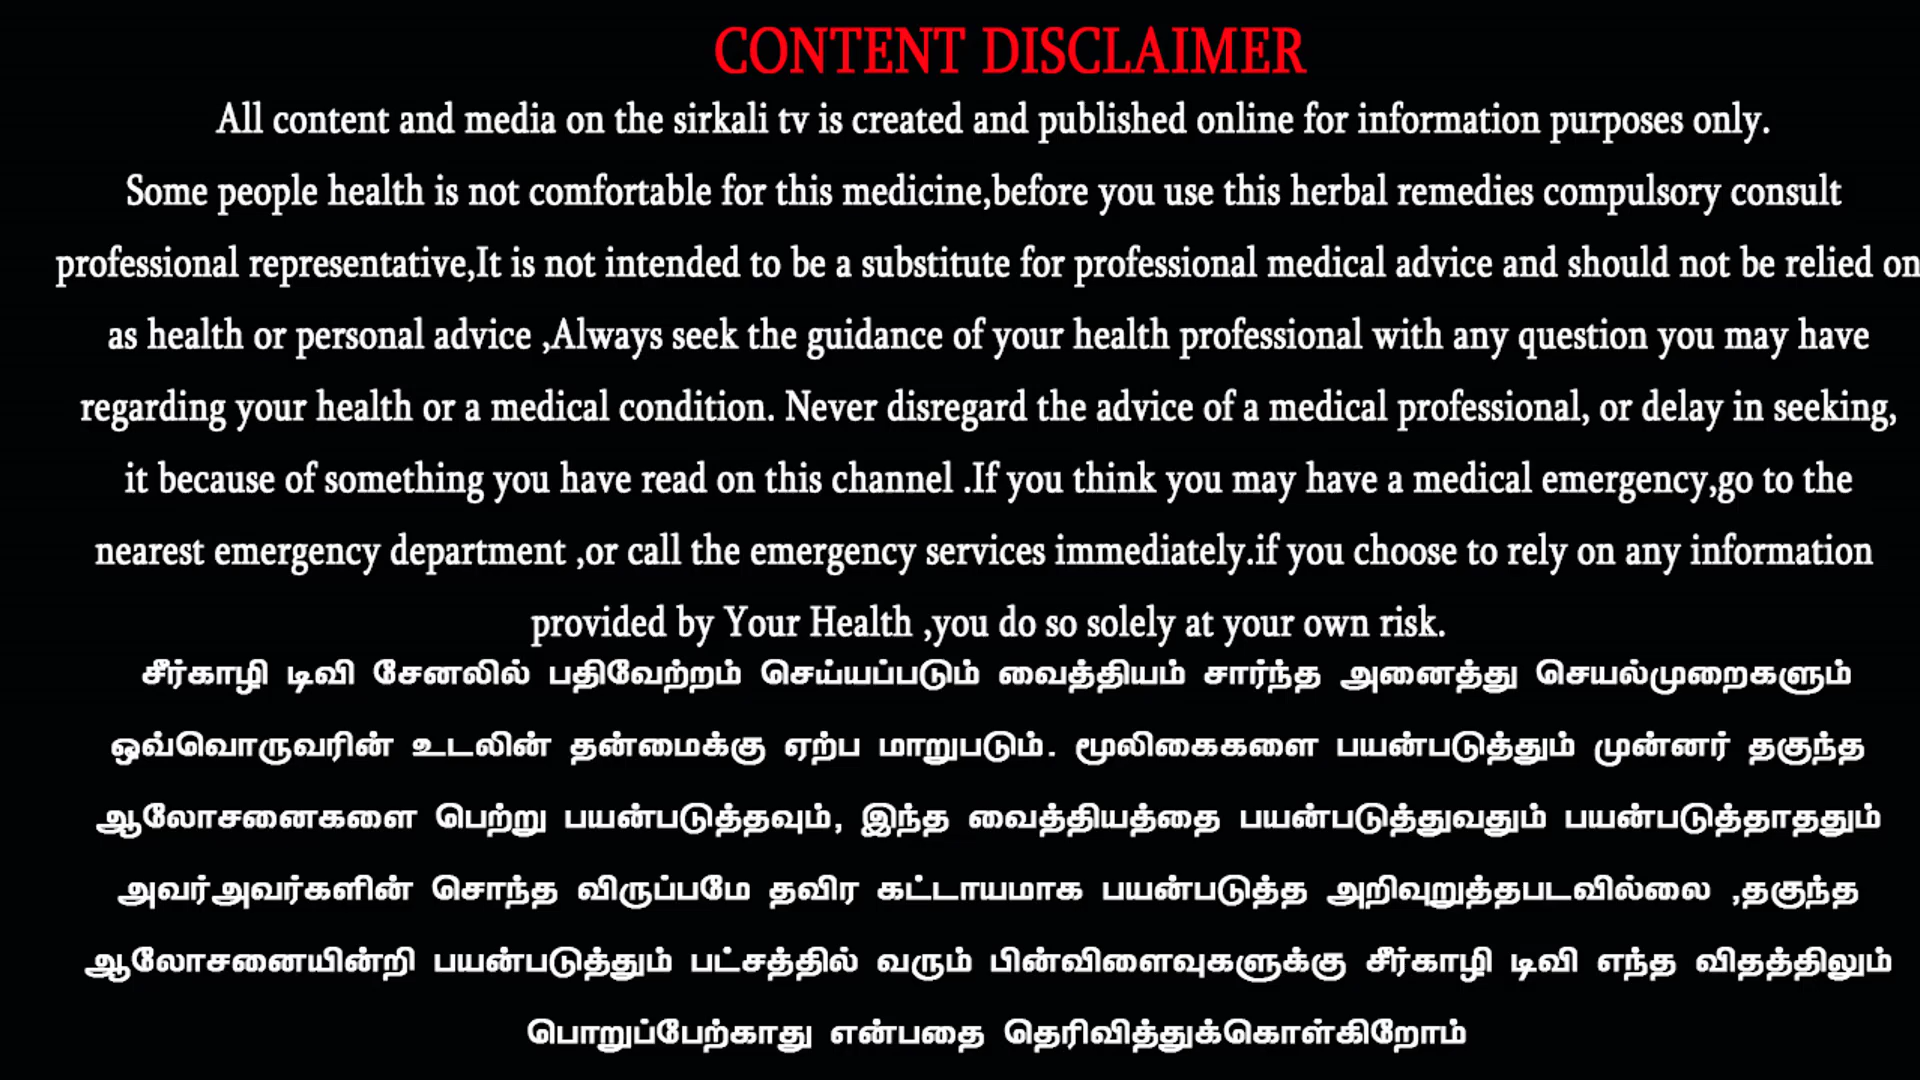 CONTENT DISCLAIMER
All content and media on the sirkali tv is created and published online for information purposes only.
Some people health is not comfortable for this medicine,before you use this herbal remedies compulsory consult
professional representative,It is not intended to be a substitute for professional medical advice and should not be relied on
as health or personal advice ,Always seek the guidance of your health professional with any question you may have
regarding your health or a medical condition. Never disregard the advice of a medical professional, or delay in seeking,
it because of something you have read on this channel .If you think you may have a medical emergency,go to the
nearest emergency department ,or call the emergency services immediately.if you choose to rely on any information
provided by Your Health ,you do so solely at your own risk.
சீர்காழி டிவி சேனலில் பதிவேற்றம் செய்யப்படும் வைத்தியம் சார்ந்த அனைத்து செயல்முறைகளும்
ஒவ்வொருவரின் உடலின் தன்மைக்கு ஏற்ப மாறுபடும். மூலிகைகளை பயன்படுத்தும் முன்னர் தகுந்த
ஆலோசனைகளை பெற்று பயன்படுத்தவும், இந்த வைத்தியத்தை பயன்படுத்துவதும் பயன்படுத்தாததும்
அவர்அவர்களின் சொந்த விருப்பமே தவிர கட்டாயமாக பயன்படுத்த அறிவுறுத்தபடவில்லை ,தகுந்த
ஆலோசனையின்றி பயன்படுத்தும் பட்சத்தில் வரும் பின்விளைவுகளுக்கு சீர்காழி டிவி எந்த விதத்திலும்
பொறுப்பேற்காது என்பதை தெரிவித்துக்கொள்கிறோம்